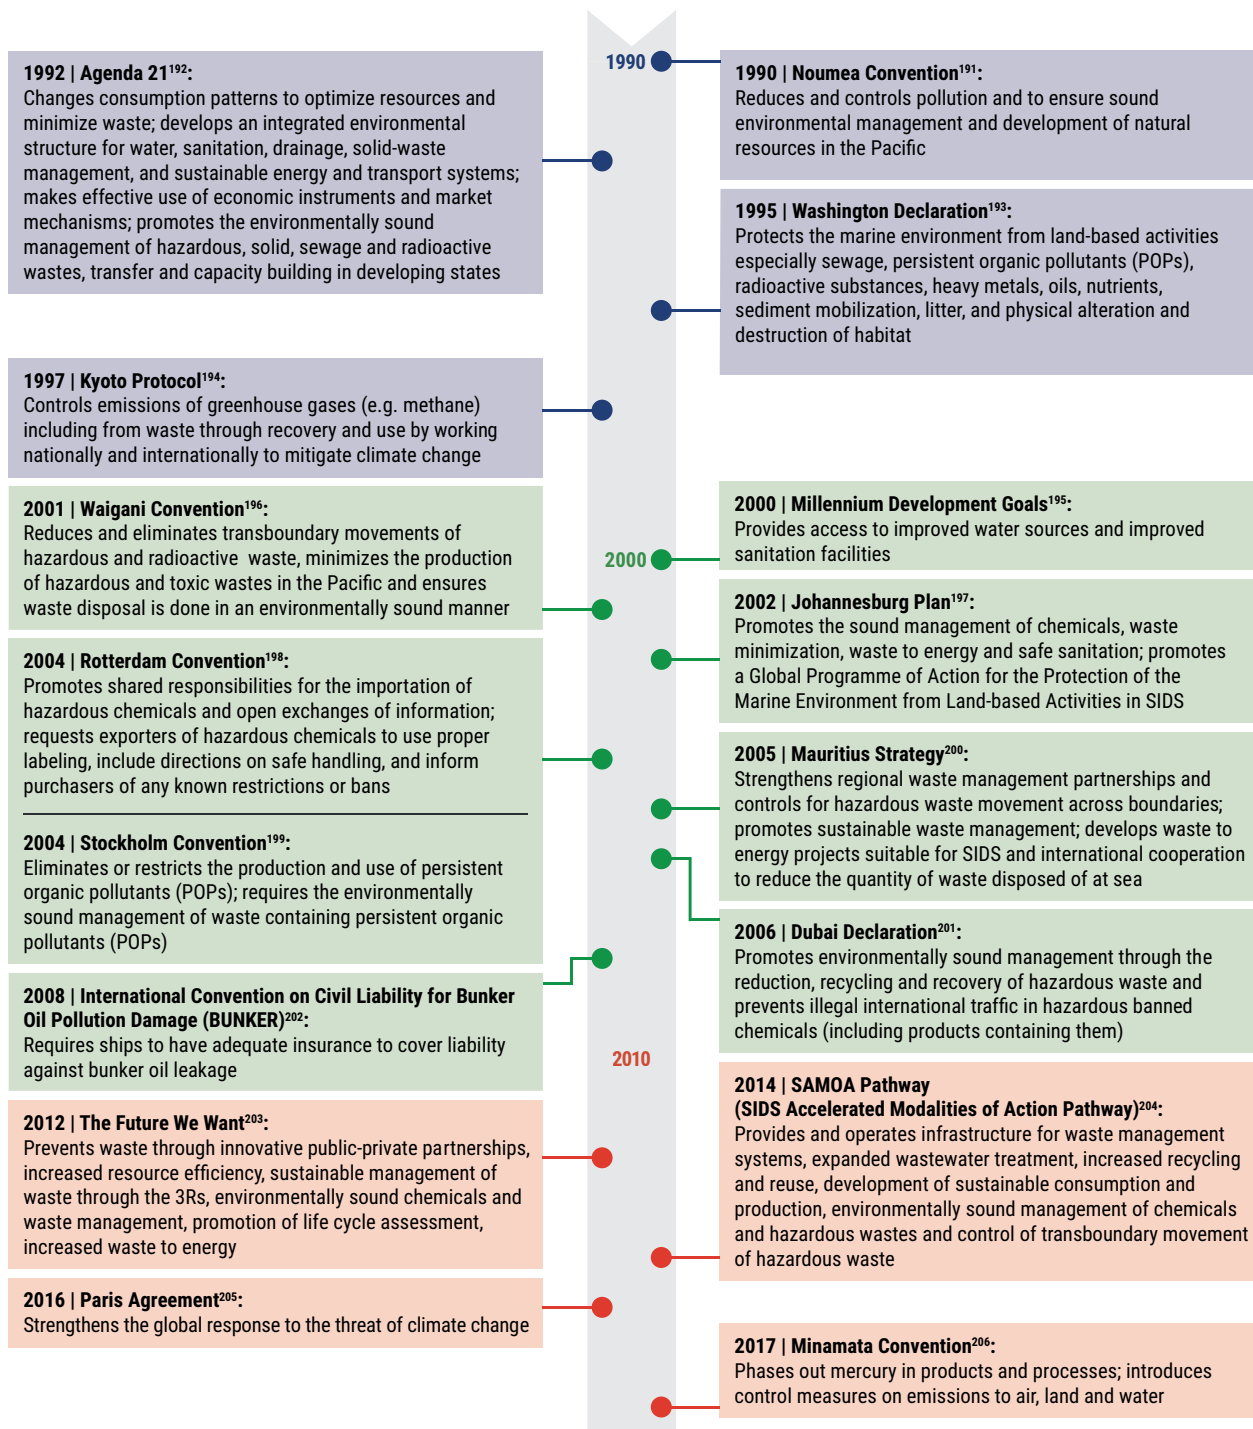 1990
1992 | Agenda 21192:
Changes consumption patterns to optimize resources and
minimize waste; develops an integrated environmental
structure for water, sanitation, drainage, solid-waste
management, and sustainable energy and transport systems;
makes effective use of economic instruments and market
mechanisms; promotes the environmentally sound
management of hazardous, solid, sewage and radioactive
wastes, transfer and capacity building in developing states
1990 | Noumea Convention191:
Reduces and controls pollution and to ensure sound
environmental management and development of natural
resources in the Pacific
1995 | Washington Declaration193:
Protects the marine environment from land-based activities
especially sewage, persistent organic pollutants (POPs),
radioactive substances, heavy metals, oils, nutrients,
sediment mobilization, litter, and physical alteration and
destruction of habitat
1997 | Kyoto Protocol194:
Controls emissions of greenhouse gases (e.g. methane)
including from waste through recovery and use by working
nationally and internationally to mitigate climate change
2000
2001 | Waigani Convention196:
Reduces and eliminates transboundary movements of
hazardous and radioactive  waste, minimizes the production
of hazardous and toxic wastes in the Pacific and ensures
waste disposal is done in an environmentally sound manner
2000 | Millennium Development Goals195:
Provides access to improved water sources and improved
sanitation facilities
2002 | Johannesburg Plan197:
Promotes the sound management of chemicals, waste
minimization, waste to energy and safe sanitation; promotes
a Global Programme of Action for the Protection of the
Marine Environment from Land-based Activities in SIDS
2004 | Rotterdam Convention198:
Promotes shared responsibilities for the importation of
hazardous chemicals and open exchanges of information;
requests exporters of hazardous chemicals to use proper
labeling, include directions on safe handling, and inform
purchasers of any known restrictions or bans
2004 | Stockholm Convention199:
Eliminates or restricts the production and use of persistent
organic pollutants (POPs); requires the environmentally
sound management of waste containing persistent organic
pollutants (POPs)
2005 | Mauritius Strategy200:
Strengthens regional waste management partnerships and
controls for hazardous waste movement across boundaries;
promotes sustainable waste management; develops waste to
energy projects suitable for SIDS and international cooperation
to reduce the quantity of waste disposed of at sea
2006 | Dubai Declaration201:
Promotes environmentally sound management through the
reduction, recycling and recovery of hazardous waste and
prevents illegal international traffic in hazardous banned
chemicals (including products containing them)
2008 | International Convention on Civil Liability for Bunker
Oil Pollution Damage (BUNKER)202:
Requires ships to have adequate insurance to cover liability
against bunker oil leakage
2010
2012 | The Future We Want203:
Prevents waste through innovative public-private partnerships,
increased resource efficiency, sustainable management of
waste through the 3Rs, environmentally sound chemicals and
waste management, promotion of life cycle assessment,
increased waste to energy
2014 | SAMOA Pathway
(SIDS Accelerated Modalities of Action Pathway)204:
Provides and operates infrastructure for waste management
systems, expanded wastewater treatment, increased recycling
and reuse, development of sustainable consumption and
production, environmentally sound management of chemicals
and hazardous wastes and control of transboundary movement
of hazardous waste
2016 | Paris Agreement205:
Strengthens the global response to the threat of climate change
2017 | Minamata Convention206:
Phases out mercury in products and processes; introduces
control measures on emissions to air, land and water